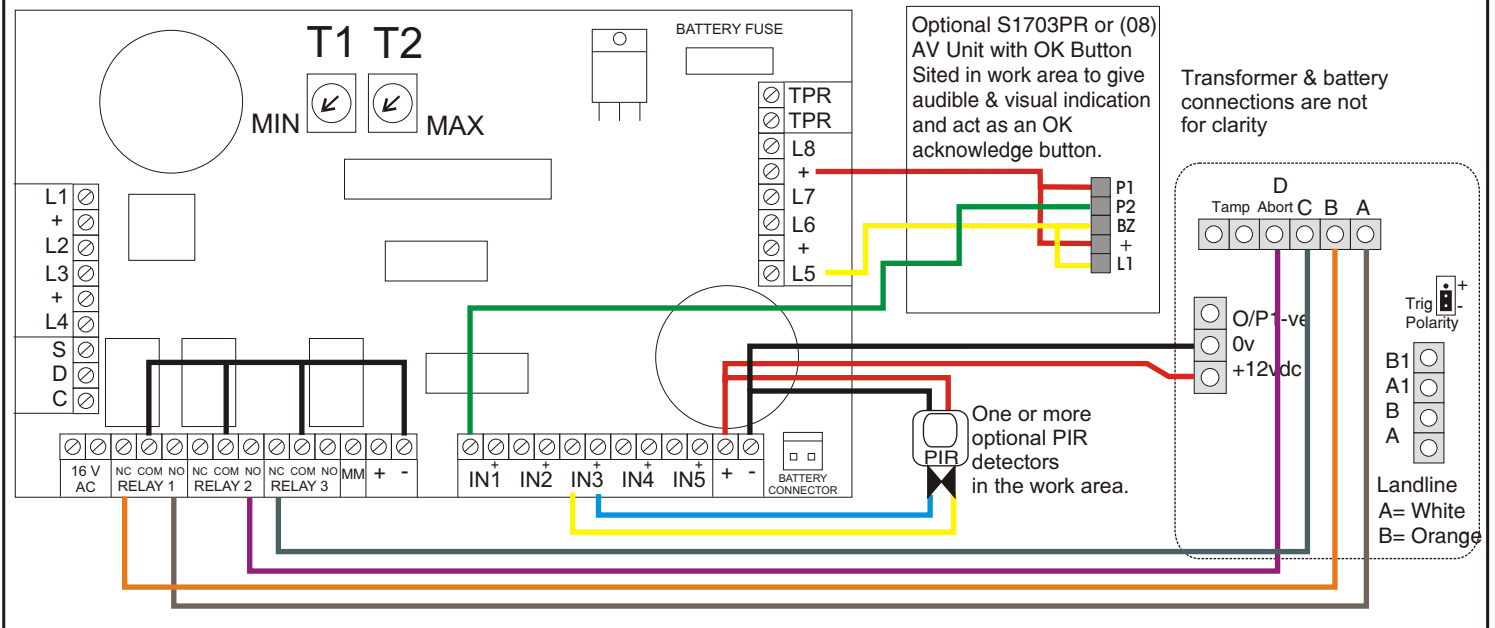 T1 T2
MIN
MAX
BATTERY FUSE
TPR
TPR
L8
+
L7
L6
+
L5
L1
+
L2
L3
+
L4
S
D
C
16 V
AC
NC COM NO
RELAY 1
NC COM NO
RELAY 2
NC COM NO
RELAY 3
MM
+
-
IN1
+
IN2
+
IN3
+
IN4
+
IN5
+
+
-
BATTERY
CONNECTOR
Optional S1703PR or (08)
AV Unit with OK Button
Sited in work area to give
audible & visual indication
and act as an OK
acknowledge button.
P1
P2
BZ
+
L1
PIR
One or more
optional PIR
detectors
in the work area.
Transformer & battery
connections are not
for clarity
D
Tamp Abort C B A
O/P1-ve
0v
+12vdc
+
Trig -
Polarity
B1
A1
B
A
Landline
A= White
B= Orange